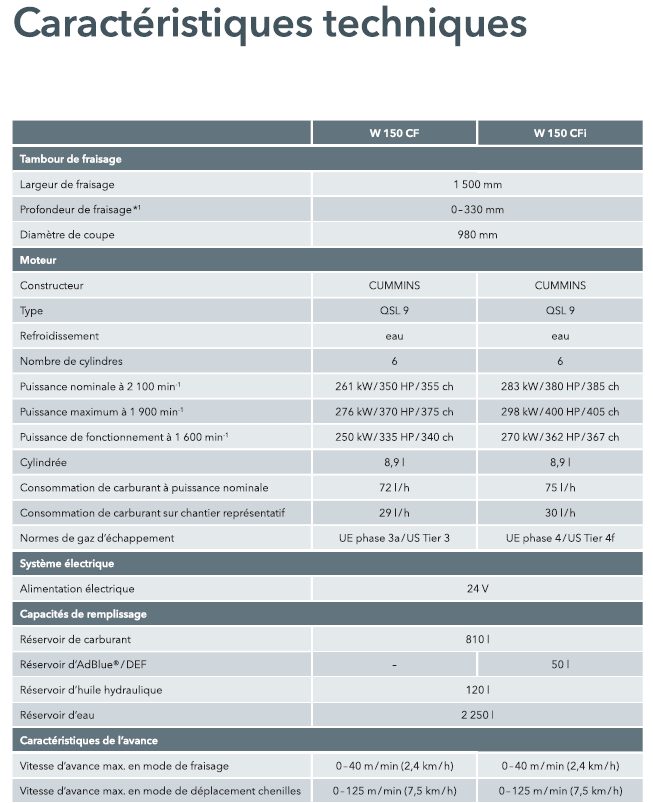 Caractéristiques techniques
W 150 CF W 150 CFi
Tambour de fraisage
Largeur de fraisage 1 500 mm
Profondeur de fraisage*¹ 0–330 mm
Diamètre de coupe 980 mm
Moteur
Constructeur CUMMINS CUMMINS
Type QSL 9 QSL 9
Refroidissement eau eau
Nombre de cylindres 6 6
Puissance nominale à 2 100 min⁻¹ 261 kW/350 HP/355 ch 283 kW/380 HP/385 ch
Puissance maximum à 1 900 min⁻¹ 276 kW/370 HP/375 ch 298 kW/400 HP/405 ch
Puissance de fonctionnement à 1 600 min⁻¹ 250 kW/335 HP/340 ch 270 kW/362 HP/367 ch
Cylindrée 8,9 l 8,9 l
Consommation de carburant à puissance nominale 72 l/h 75 l/h
Consommation de carburant sur chantier représentatif 29 l/h 30 l/h
Normes de gaz d’échappement UE phase 3a/US Tier 3 UE phase 4/US Tier 4f
Système électrique
Alimentation électrique 24 V
Capacités de remplissage
Réservoir de carburant 810 l
Réservoir d’AdBlue®/DEF – 50 l
Réservoir d’huile hydraulique 120 l
Réservoir d’eau 2 250 l
Caractéristiques de l’avance
Vitesse d’avance max. en mode de fraisage 0–40 m/min (2,4 km/h) 0–40 m/min (2,4 km/h)
Vitesse d’avance max. en mode de déplacement chenilles 0–125 m/min (7,5 km/h) 0–125 m/min (7,5 km/h)